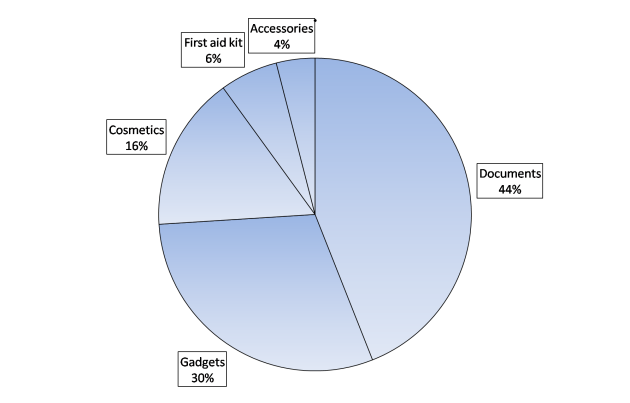 Accessories
4%
First aid kit
6%
Cosmetics
16%
Documents
44%
Gadgets
30%